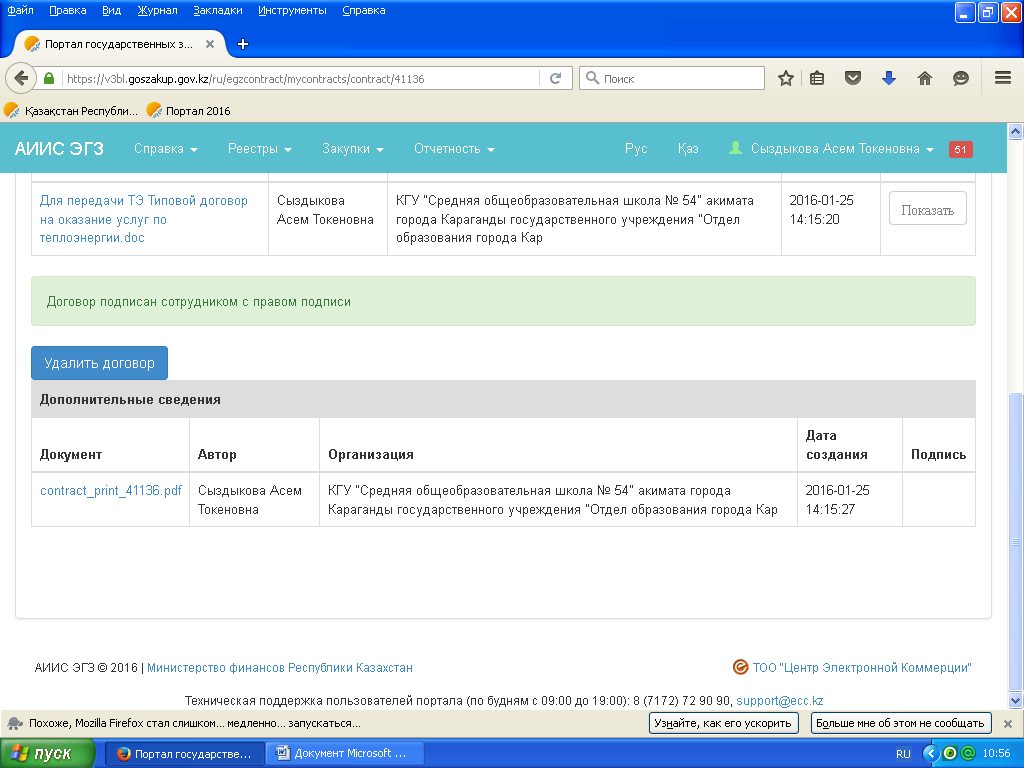 Файл Правка Вид Журнал Закладки Инструменты Справка
Портал государственных з...
https://v3bl.goszakup.gov.kz/ru/egzcontract/mycontracts/contract/41136
Поиск
Қазақстан Республи... Портал 2016
АИИС ЭГЗ Справка Реестры Закупки Отчетность Рус Қаз Сыздыкова Асем Токеновна 51
Для передачи ТЭ Типовой договор
на оказание услуг по
теплоэнергии.doc
Сыздыкова
Асем Токеновна
КГУ "Средняя общеобразовательная школа № 54" акимата
города Караганды государственного учреждения "Отдел
образования города Кар
2016-01-25
14:15:20
Показать
Договор подписан сотрудником с правом подписи
Удалить договор
Дополнительные сведения
Документ Автор Организация
Дата
создания
Подпись
contract_print_41136.pdf
Сыздыкова Асем
Токеновна
КГУ "Средняя общеобразовательная школа № 54" акимата города
Караганды государственного учреждения "Отдел образования города Кар
2016-01-25
14:15:27
АИИС ЭГЗ © 2016 | Министерство финансов Республики Казахстан
ТОО "Центр Электронной Коммерции"
Техническая поддержка пользователей портала (по будням с 09:00 до 19:00): 8 (7172) 72 90 90, support@ecc.kz
Похоже, Mozilla Firefox стал слишком... медленно... запускаться...
Узнайте, как его ускорить
Больше мне об этом не сообщать
пуск
Портал государстве...
Документ Microsoft ...
RU
10:56